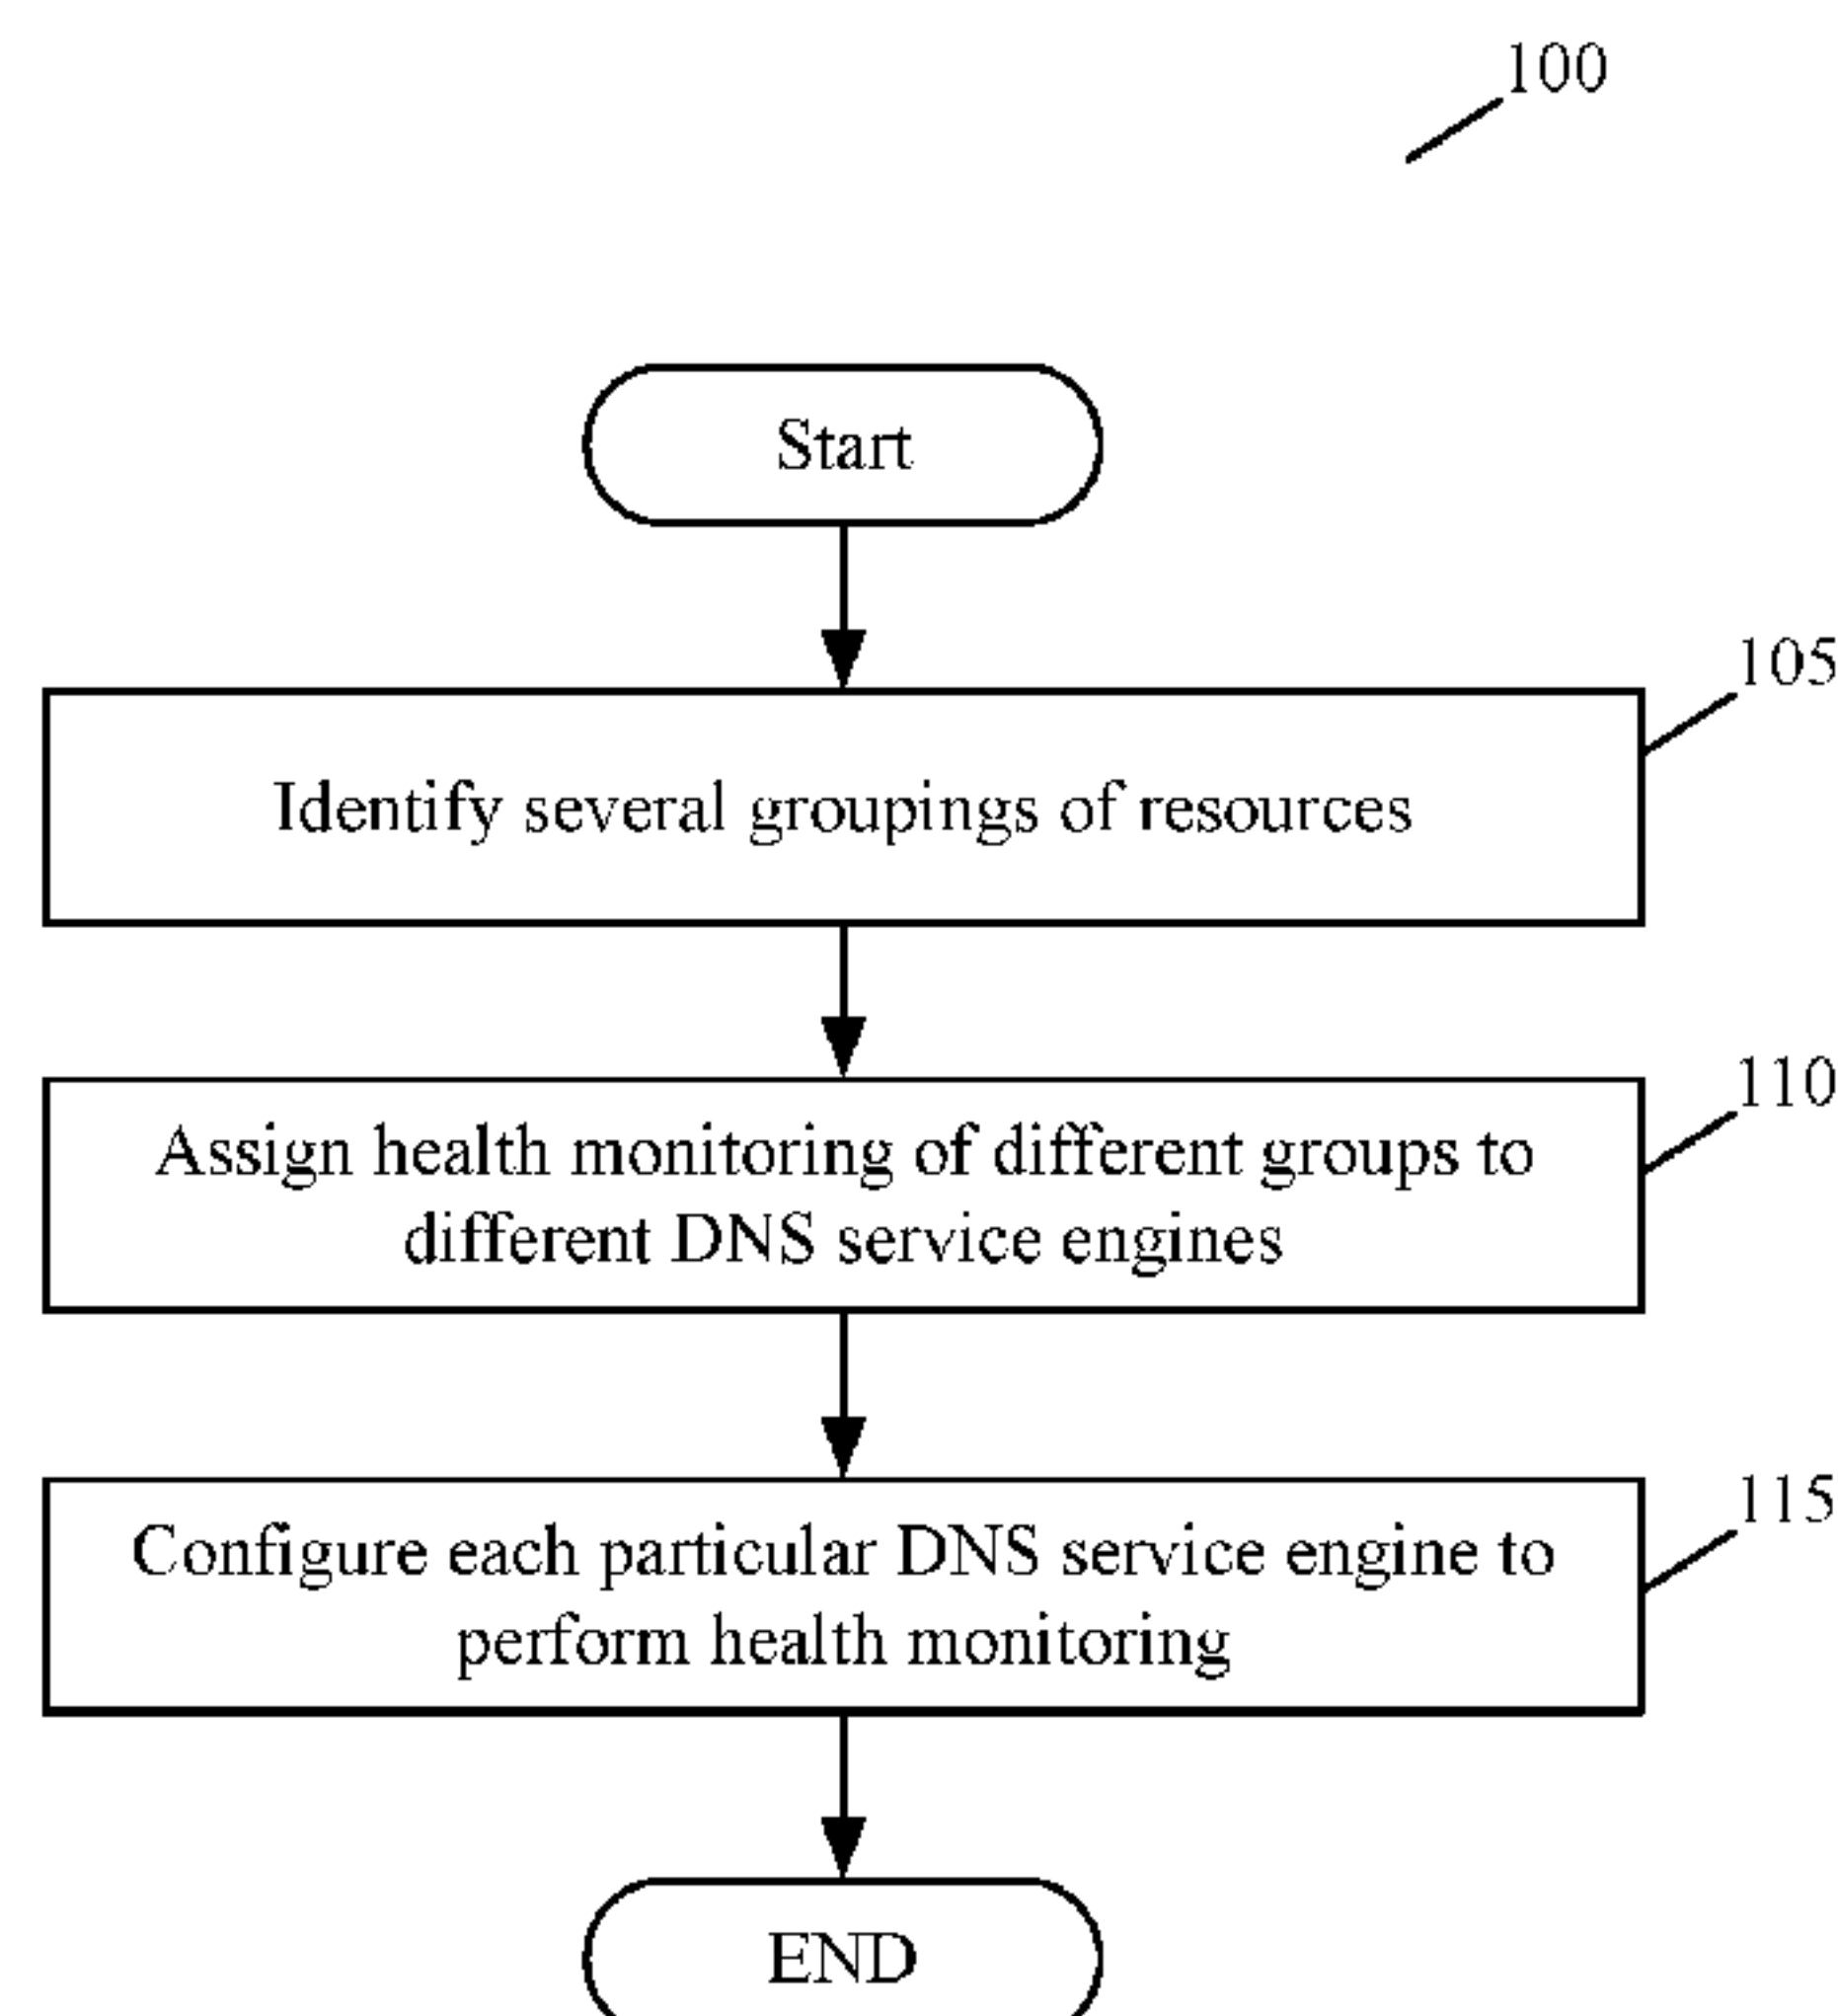 100
Start
105
Identify several groupings of resources
110
Assign health monitoring of different groups to
different DNS service engines
115
Configure each particular DNS service engine to
perform health monitoring
END